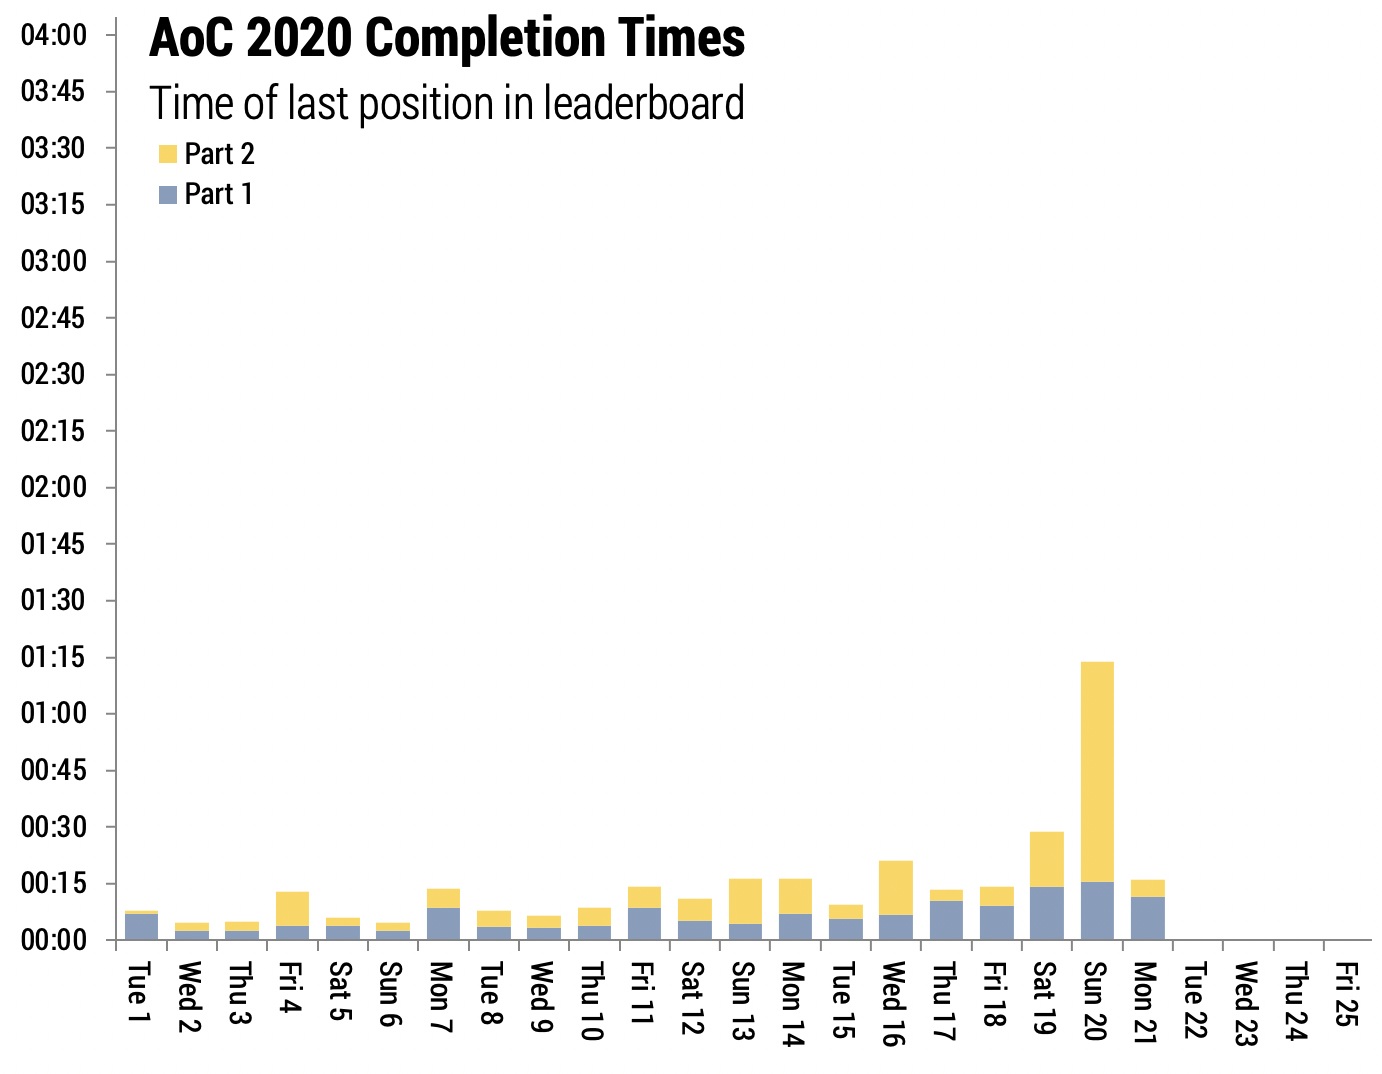 AoC 2020 Completion Times
Time of last position in leaderboard
Part 2
Part 1
04:00
03:45
03:30
03:15
03:00
02:45
02:30
02:15
02:00
01:45
01:30
01:15
01:00
00:45
00:30
00:15
00:00
Tue 1
Wed 2
Thu 3
Fri 4
Sat 5
Sun 6
Mon 7
Tue 8
Wed 9
Thu 10
Fri 11
Sat 12
Sun 13
Mon 14
Tue 15
Wed 16
Thu 17
Fri 18
Sat 19
Sun 20
Mon 21
Tue 22
Wed 23
Thu 24
Fri 25